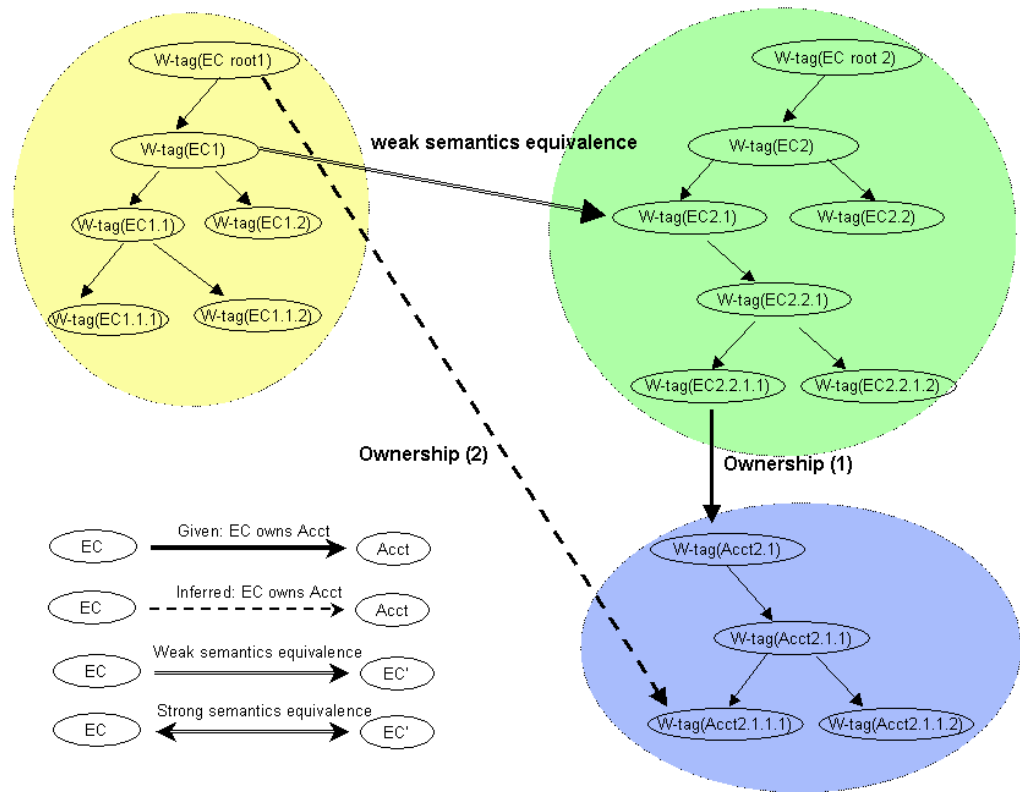 W-tag(EC root1)
W-tag(EC root 2)
weak semantics equivalence
W-tag(EC1)
W-tag(EC2)
W-tag(EC1.1)
W-tag(EC1.2)
W-tag(EC2.1)
W-tag(EC2.2)
W-tag(EC1.1.1)
W-tag(EC1.1.2)
W-tag(EC2.2.1)
W-tag(EC2.2.1.1)
W-tag(EC2.2.1.2)
Ownership (2)
Ownership (1)
EC
Given: EC owns Acct
Acct
EC
Inferred: EC owns Acct
Acct
EC
Weak semantics equivalence
EC'
EC
Strong semantics equivalence
EC'
W-tag(Acct2.1)
W-tag(Acct2.1.1)
W-tag(Acct2.1.1.1)
W-tag(Acct2.1.1.2)